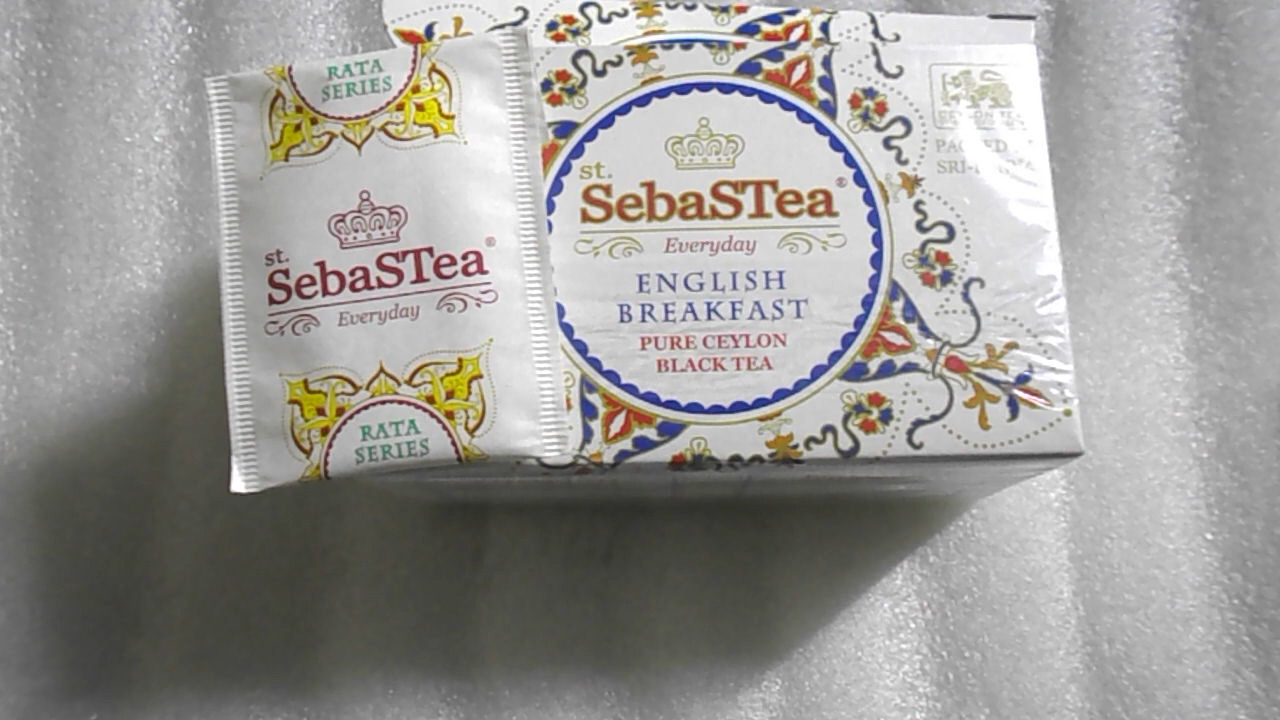 RATA
SERIES
st.
SebaSTea®
Everyday
RATA
SERIES
st.
SebaSTea®
Everyday
ENGLISH
BREAKFAST
PURE CEYLON
BLACK TEA